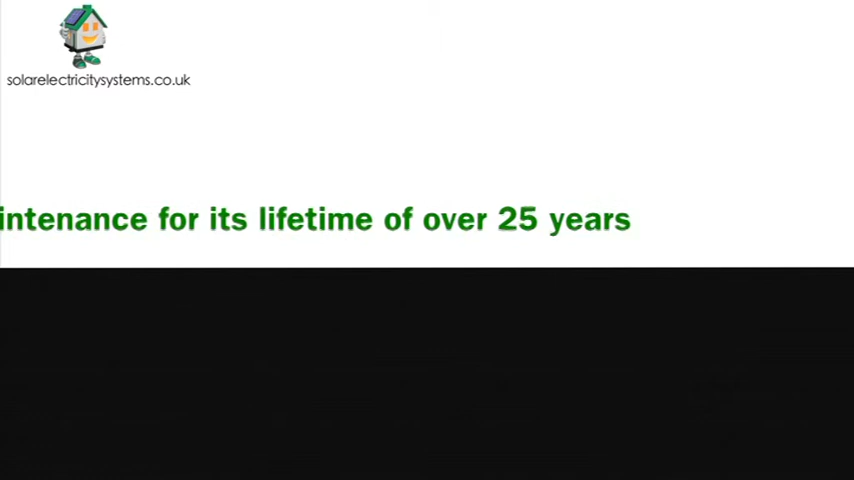 solarelectricitysystems.co.uk
intenance for its lifetime of over 25 years